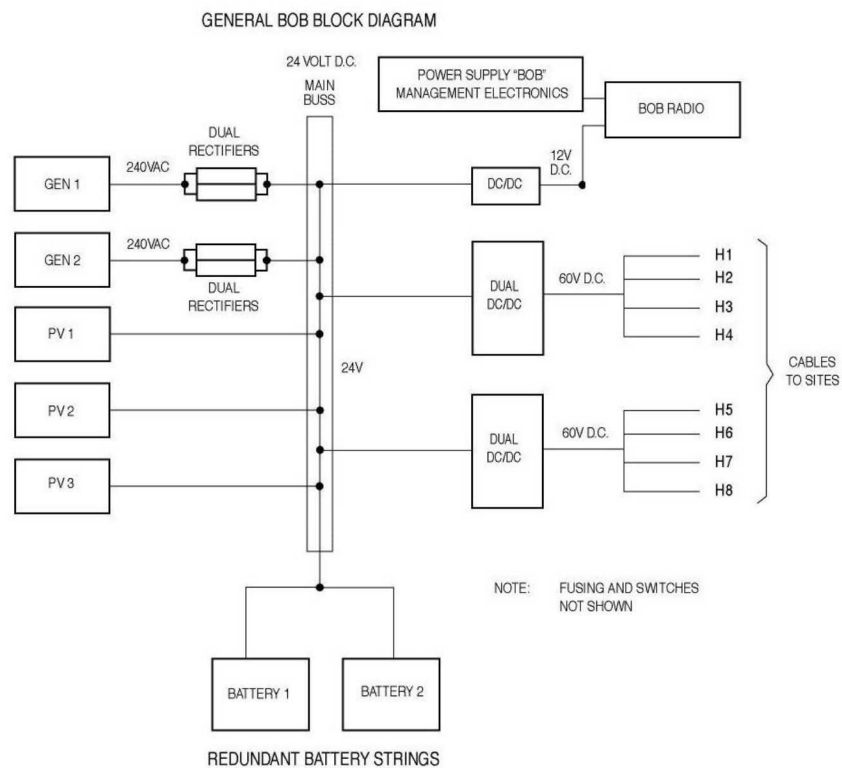 GENERAL BOB BLOCK DIAGRAM
24 VOLT D.C.
MAIN
BUSS
POWER SUPPLY “BOB”
MANAGEMENT ELECTRONICS
BOB RADIO
DUAL
RECTIFIERS
240VAC
GEN 1
12V
D.C.
DC/DC
240VAC
GEN 2
DUAL
RECTIFIERS
DUAL
DC/DC
60V D.C.
H1
H2
H3
H4
PV 1
24V
CABLES
TO SITES
PV 2
PV 3
DUAL
DC/DC
60V D.C.
H5
H6
H7
H8
NOTE: FUSING AND SWITCHES
NOT SHOWN
BATTERY 1
BATTERY 2
REDUNDANT BATTERY STRINGS